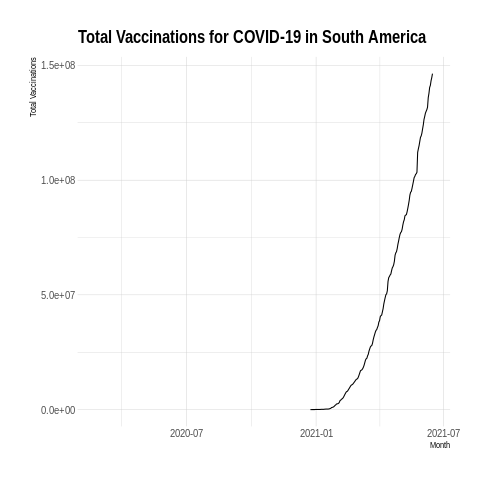 Total Vaccinations for COVID-19 in South America
Total Vaccinations
1.5e+08
1.0e+08
5.0e+07
0.0e+00
2020-07 2021-01 2021-07
Month